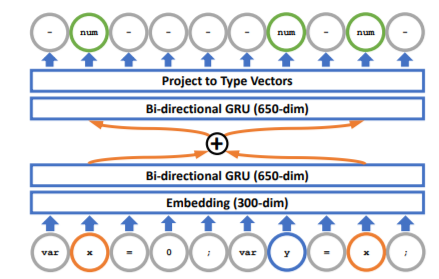 - num - - - - num - num -
Project to Type Vectors
Bi-directional GRU (650-dim)
+
Bi-directional GRU (650-dim)
Embedding (300-dim)
var x = 0 ; var y = x ;